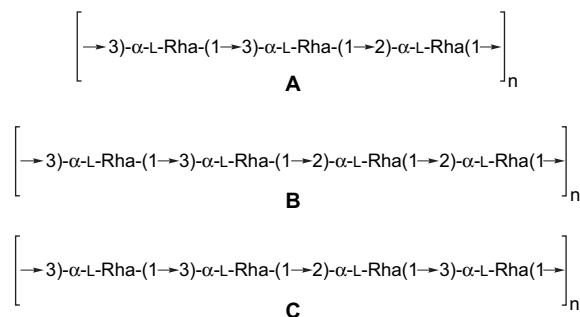 [→3)-α-L-Rha-(1→3)-α-L-Rha-(1→2)-α-L-Rha(1→]n
A
[→3)-α-L-Rha-(1→3)-α-L-Rha-(1→2)-α-L-Rha(1→2)-α-L-Rha(1→]n
B
[→3)-α-L-Rha-(1→3)-α-L-Rha-(1→2)-α-L-Rha(1→3)-α-L-Rha(1→]n
C